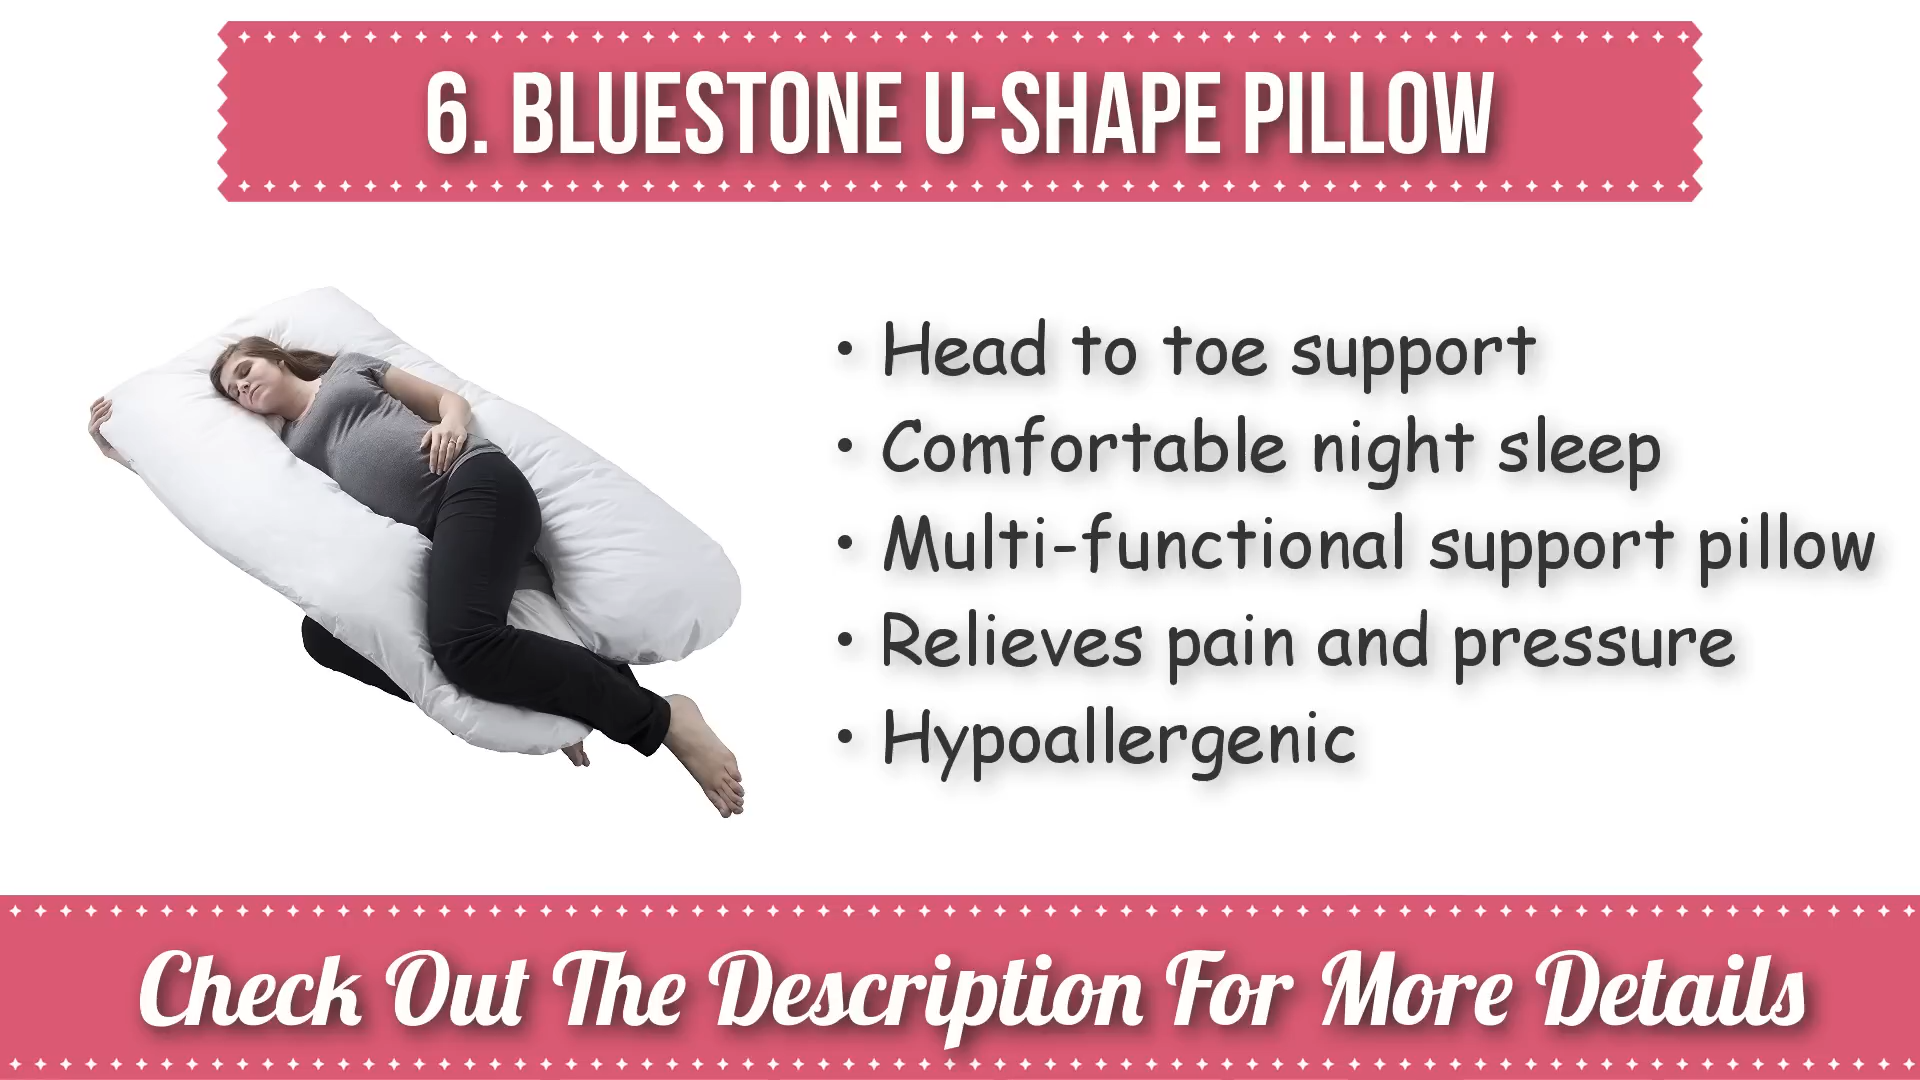 6. BLUESTONE U-SHAPE PILLOW
• Head to toe support
• Comfortable night sleep
• Multi-functional support pillow
• Relieves pain and pressure
• Hypoallergenic
Check Out The Description For More Details